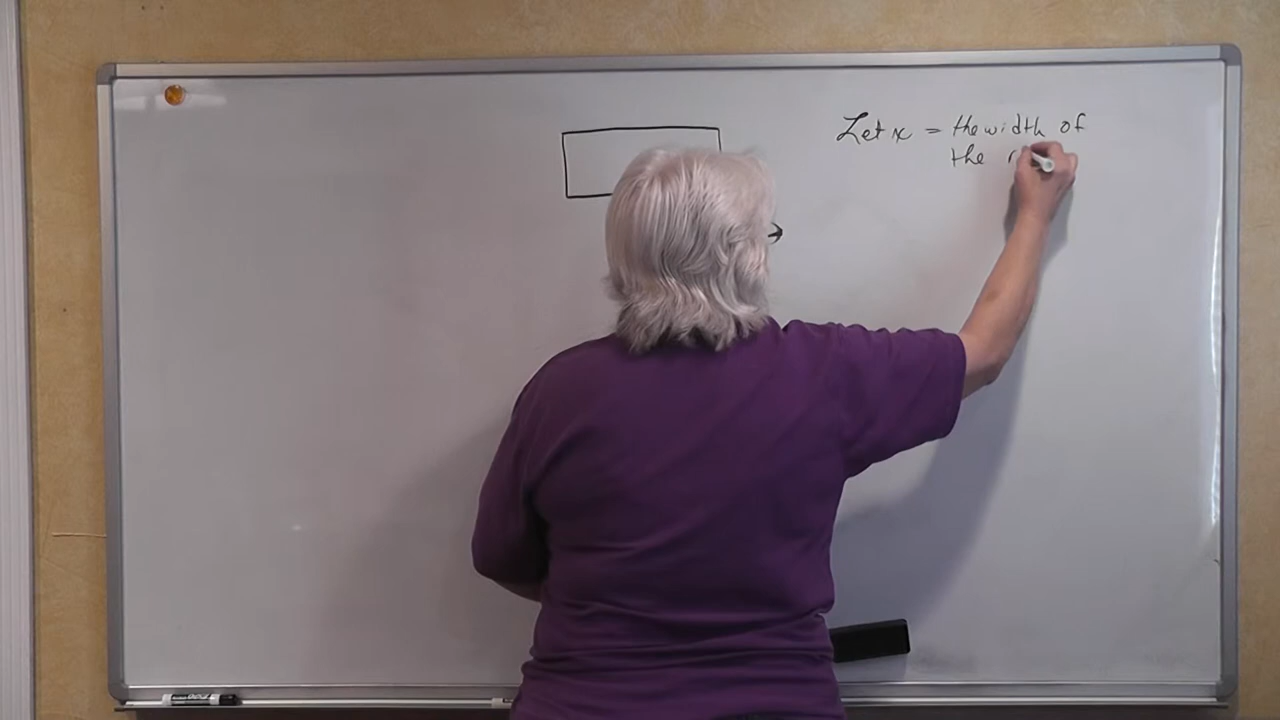 Let x = the width of
the